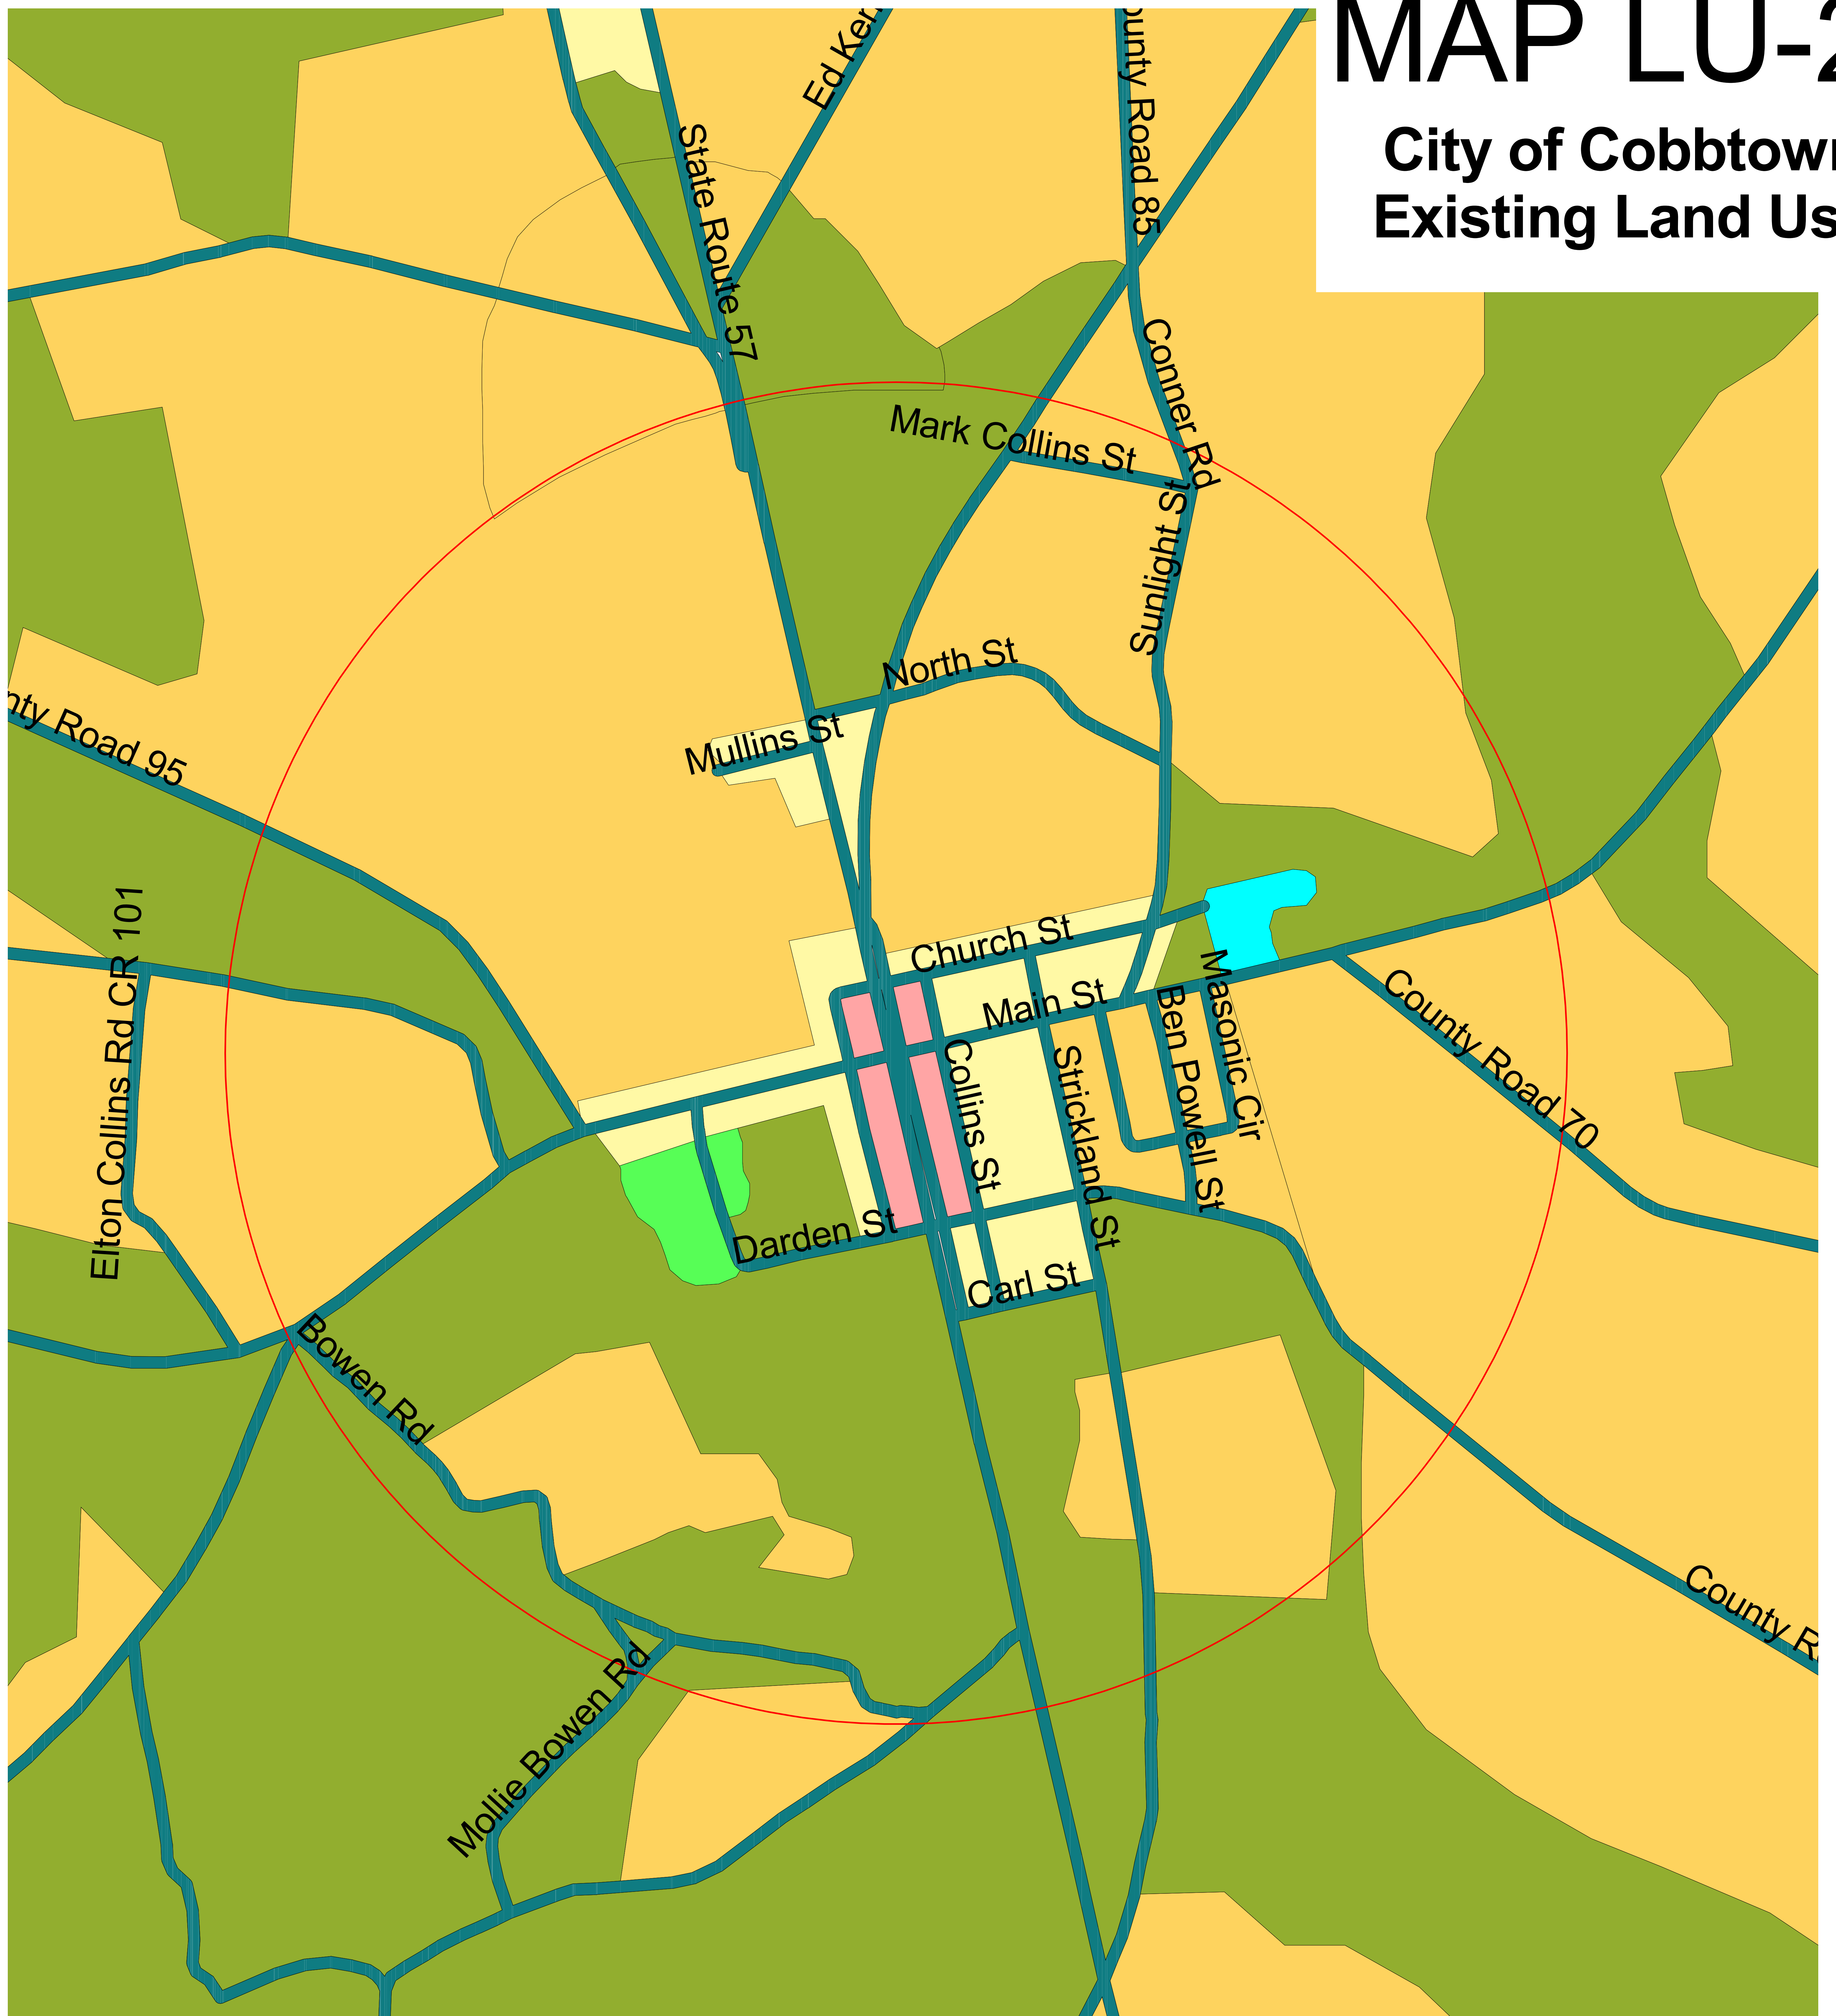 MAP LU-2
City of Cobbtown
Existing Land Us
Ed Ker
ounty Road 85
State Route 57
Conner Rd
Mark Collins St
Sunlight St
North St
Mullins St
nty Road 95
Elton Collins Rd CR 101
Church St
Main St
Masonic Cir
Ben Powell St
County Road 70
Collins St
Strickland St
Darden St
Carl St
Bowen Rd
County R
Mollie Bowen Rd